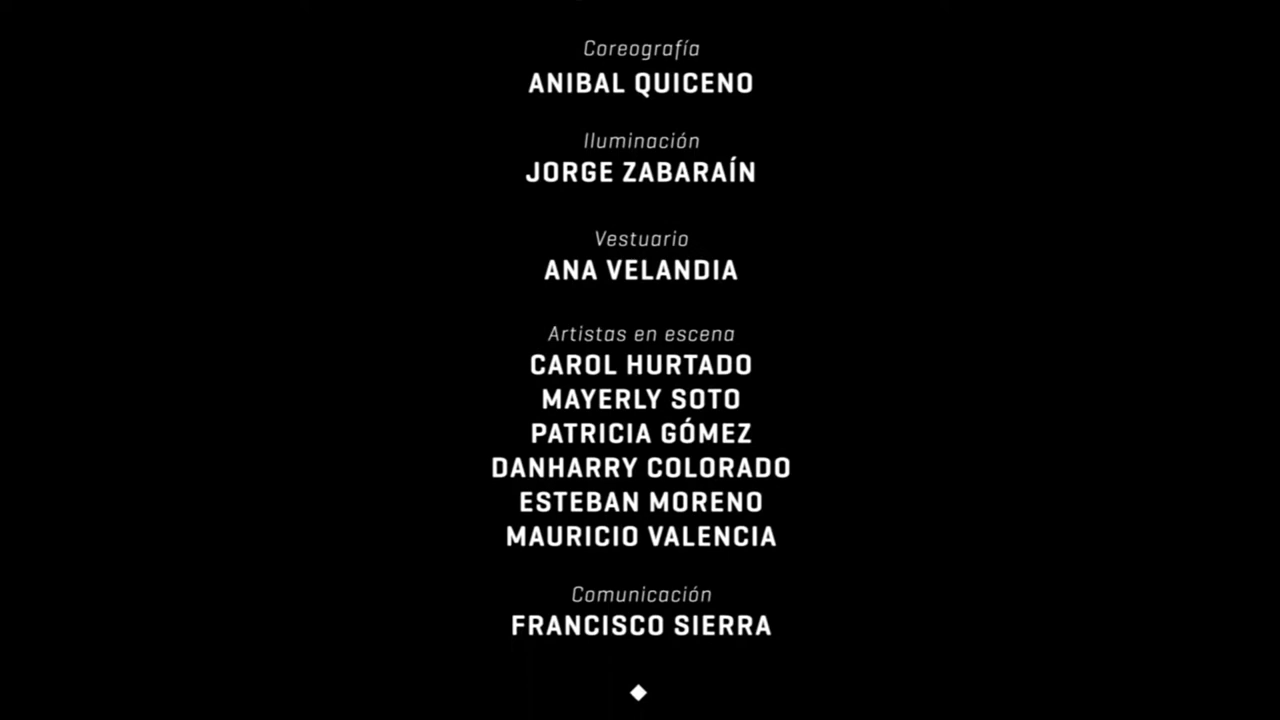 Coreografía
ANIBAL QUICENO
Iluminación
JORGE ZABARAÍN
Vestuario
ANA VELANDIA
Artistas en escena
CAROL HURTADO
MAYERLY SOTO
PATRICIA GÓMEZ
DANHARRY COLORADO
ESTEBAN MORENO
MAURICIO VALENCIA
Comunicación
FRANCISCO SIERRA